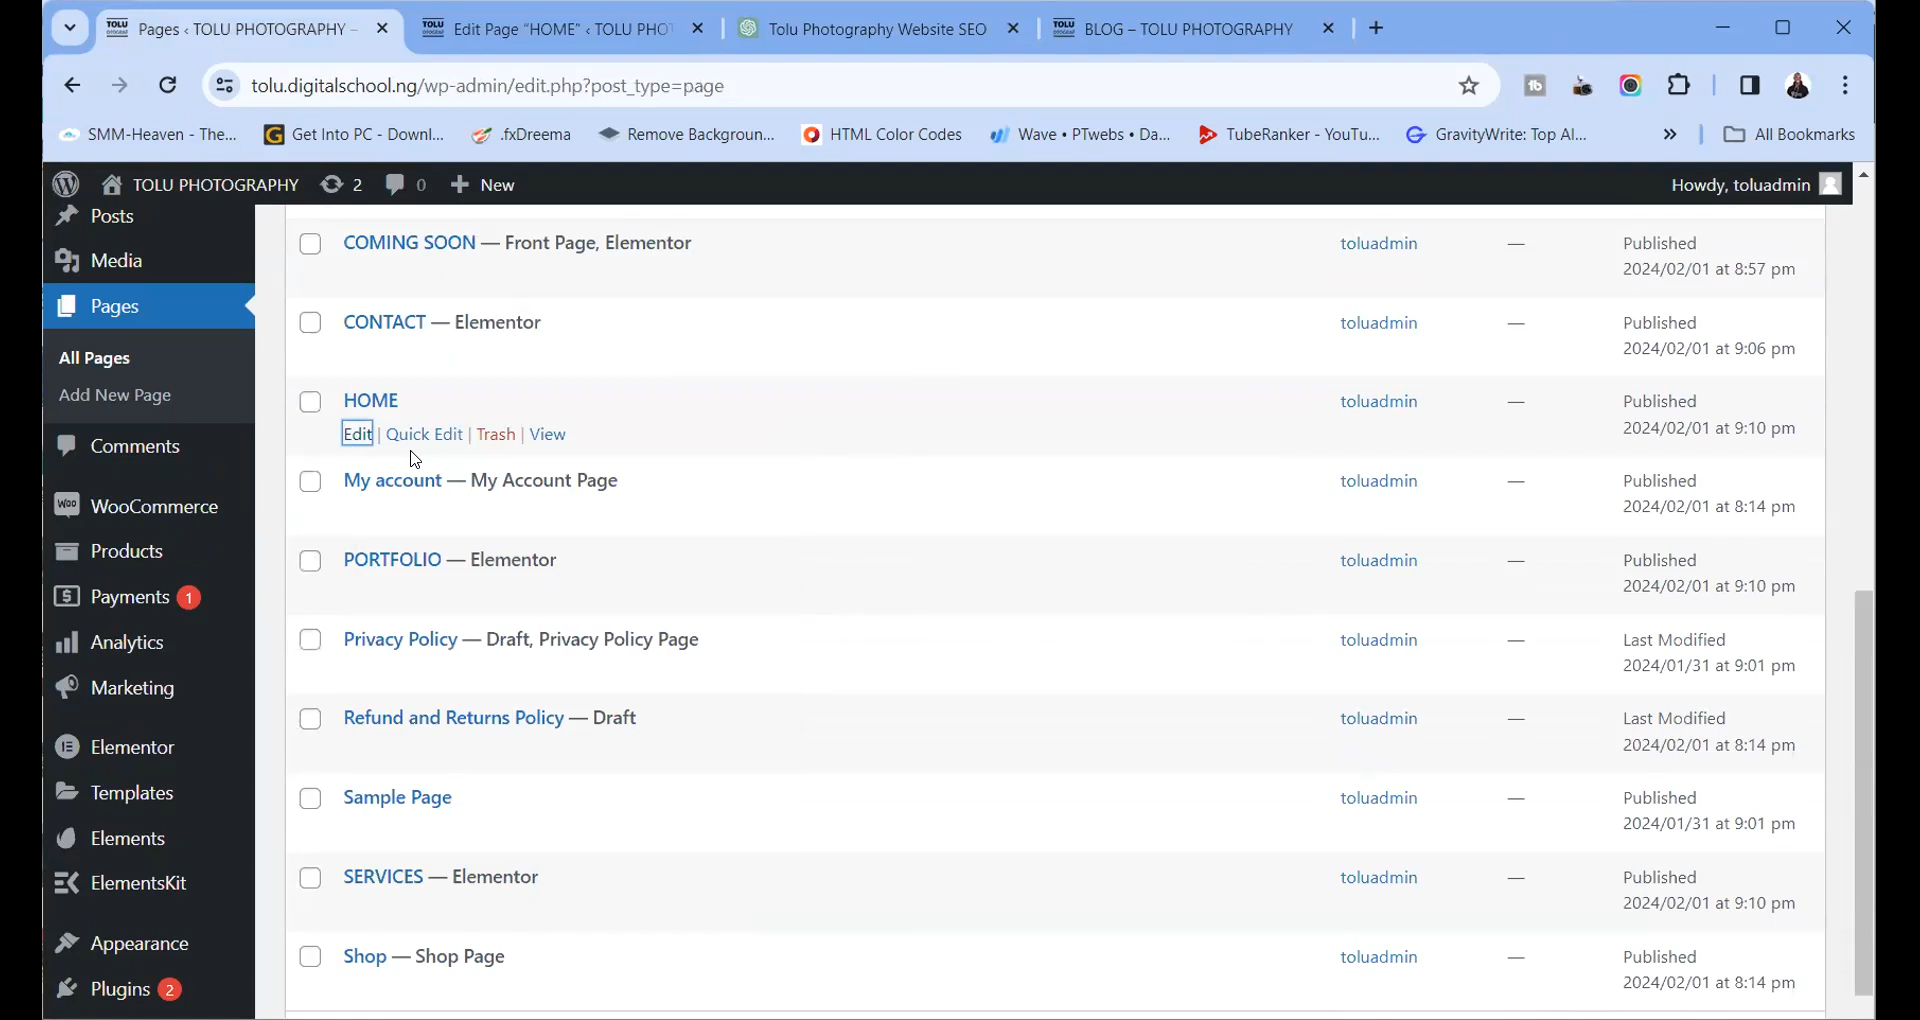 Pages ‹ TOLU PHOTOGRAPHY –
Edit Page “HOME” ‹ TOLU PHOT
Tolu Photography Website SEO
BLOG – TOLU PHOTOGRAPHY
tolu.digitalschool.ng/wp-admin/edit.php?post_type=page
SMM-Heaven - The...
Get Into PC - Downl...
.fxDreema
Remove Backgroun...
HTML Color Codes
Wave • PTwebs • Da...
TubeRanker - YouTu...
GravityWrite: Top AI...
»
All Bookmarks
TOLU PHOTOGRAPHY
2
0
New
Howdy, toluadmin
Posts
Media
Pages
All Pages
Add New Page
Comments
WooCommerce
Products
Payments 1
Analytics
Marketing
Elementor
Templates
Elements
ElementsKit
Appearance
Plugins 2
COMING SOON — Front Page, Elementor
toluadmin
—
Published
2024/02/01 at 8:57 pm
CONTACT — Elementor
toluadmin
—
Published
2024/02/01 at 9:06 pm
HOME
Edit | Quick Edit | Trash | View
toluadmin
—
Published
2024/02/01 at 9:10 pm
My account — My Account Page
toluadmin
—
Published
2024/02/01 at 8:14 pm
PORTFOLIO — Elementor
toluadmin
—
Published
2024/02/01 at 9:10 pm
Privacy Policy — Draft, Privacy Policy Page
toluadmin
—
Last Modified
2024/01/31 at 9:01 pm
Refund and Returns Policy — Draft
toluadmin
—
Last Modified
2024/02/01 at 8:14 pm
Sample Page
toluadmin
—
Published
2024/01/31 at 9:01 pm
SERVICES — Elementor
toluadmin
—
Published
2024/02/01 at 9:10 pm
Shop — Shop Page
toluadmin
—
Published
2024/02/01 at 8:14 pm